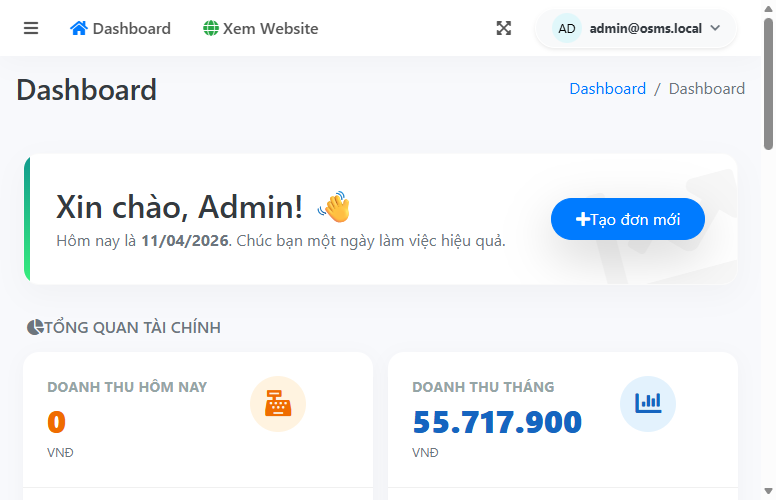 Dashboard Xem Website AD admin@osms.local
Dashboard Dashboard / Dashboard
Xin chào, Admin! 👋
Hôm nay là 11/04/2026. Chúc bạn một ngày làm việc hiệu quả.
Tạo đơn mới
TỔNG QUAN TÀI CHÍNH
DOANH THU HÔM NAY
0
VNĐ
DOANH THU THÁNG
55.717.900
VNĐ